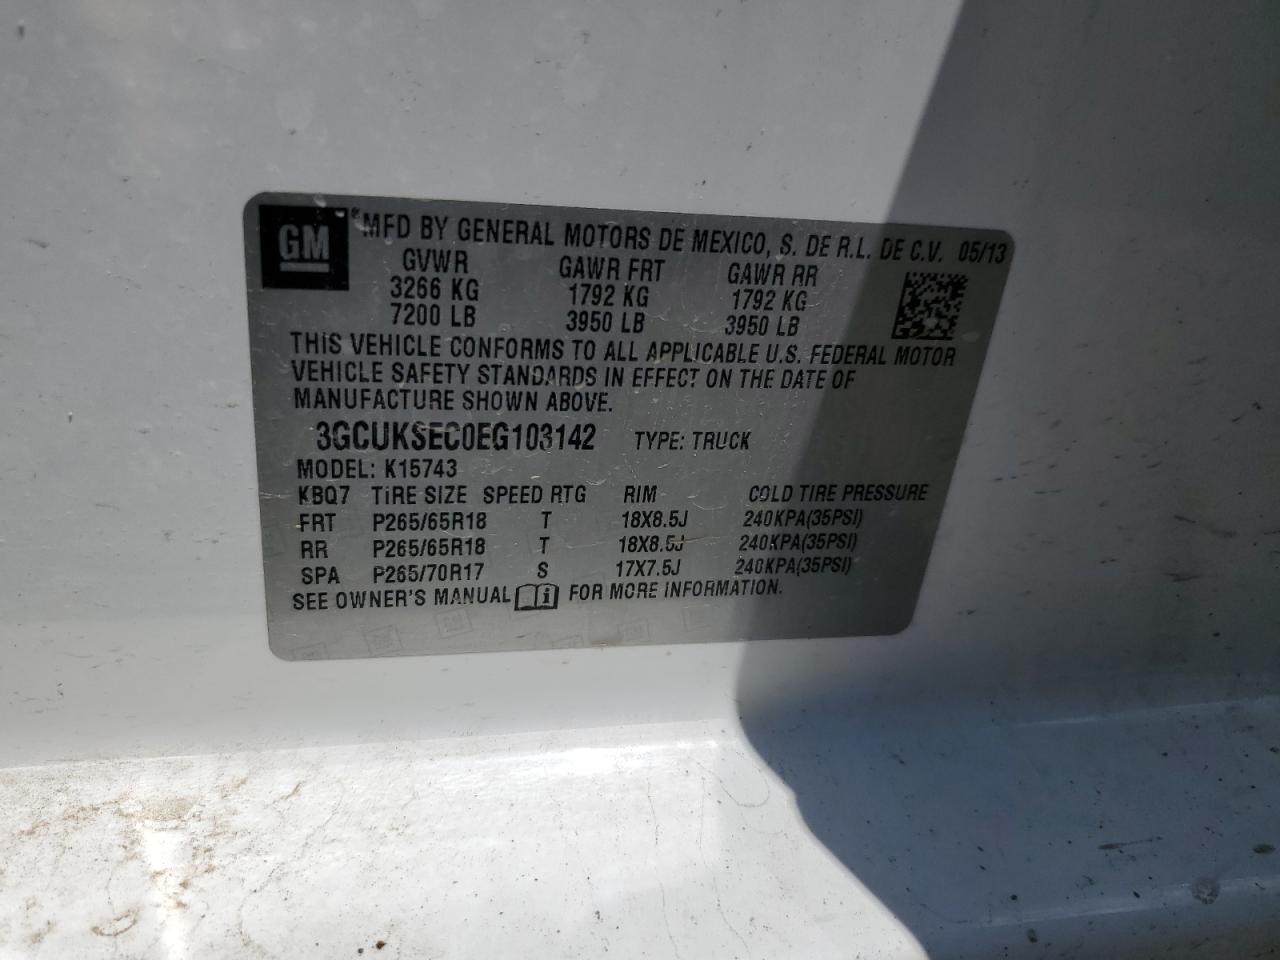 GM
® MFD BY GENERAL MOTORS DE MEXICO, S. DE R.L. DE C.V. 05/13
GVWR GAWR FRT GAWR RR
3266 KG 1792 KG 1792 KG
7200 LB 3950 LB 3950 LB
THIS VEHICLE CONFORMS TO ALL APPLICABLE U.S. FEDERAL MOTOR
VEHICLE SAFETY STANDARDS IN EFFECT ON THE DATE OF
MANUFACTURE SHOWN ABOVE.
3GCUKSEC0EG103142 TYPE: TRUCK
MODEL: K15743
KBQ7 TIRE SIZE SPEED RTG RIM COLD TIRE PRESSURE
FRT P265/65R18 T 18X8.5J 240KPA(35PSI)
RR P265/65R18 T 18X8.5J 240KPA(35PSI)
SPA P265/70R17 S 17X7.5J 240KPA(35PSI)
SEE OWNER'S MANUAL i FOR MORE INFORMATION.